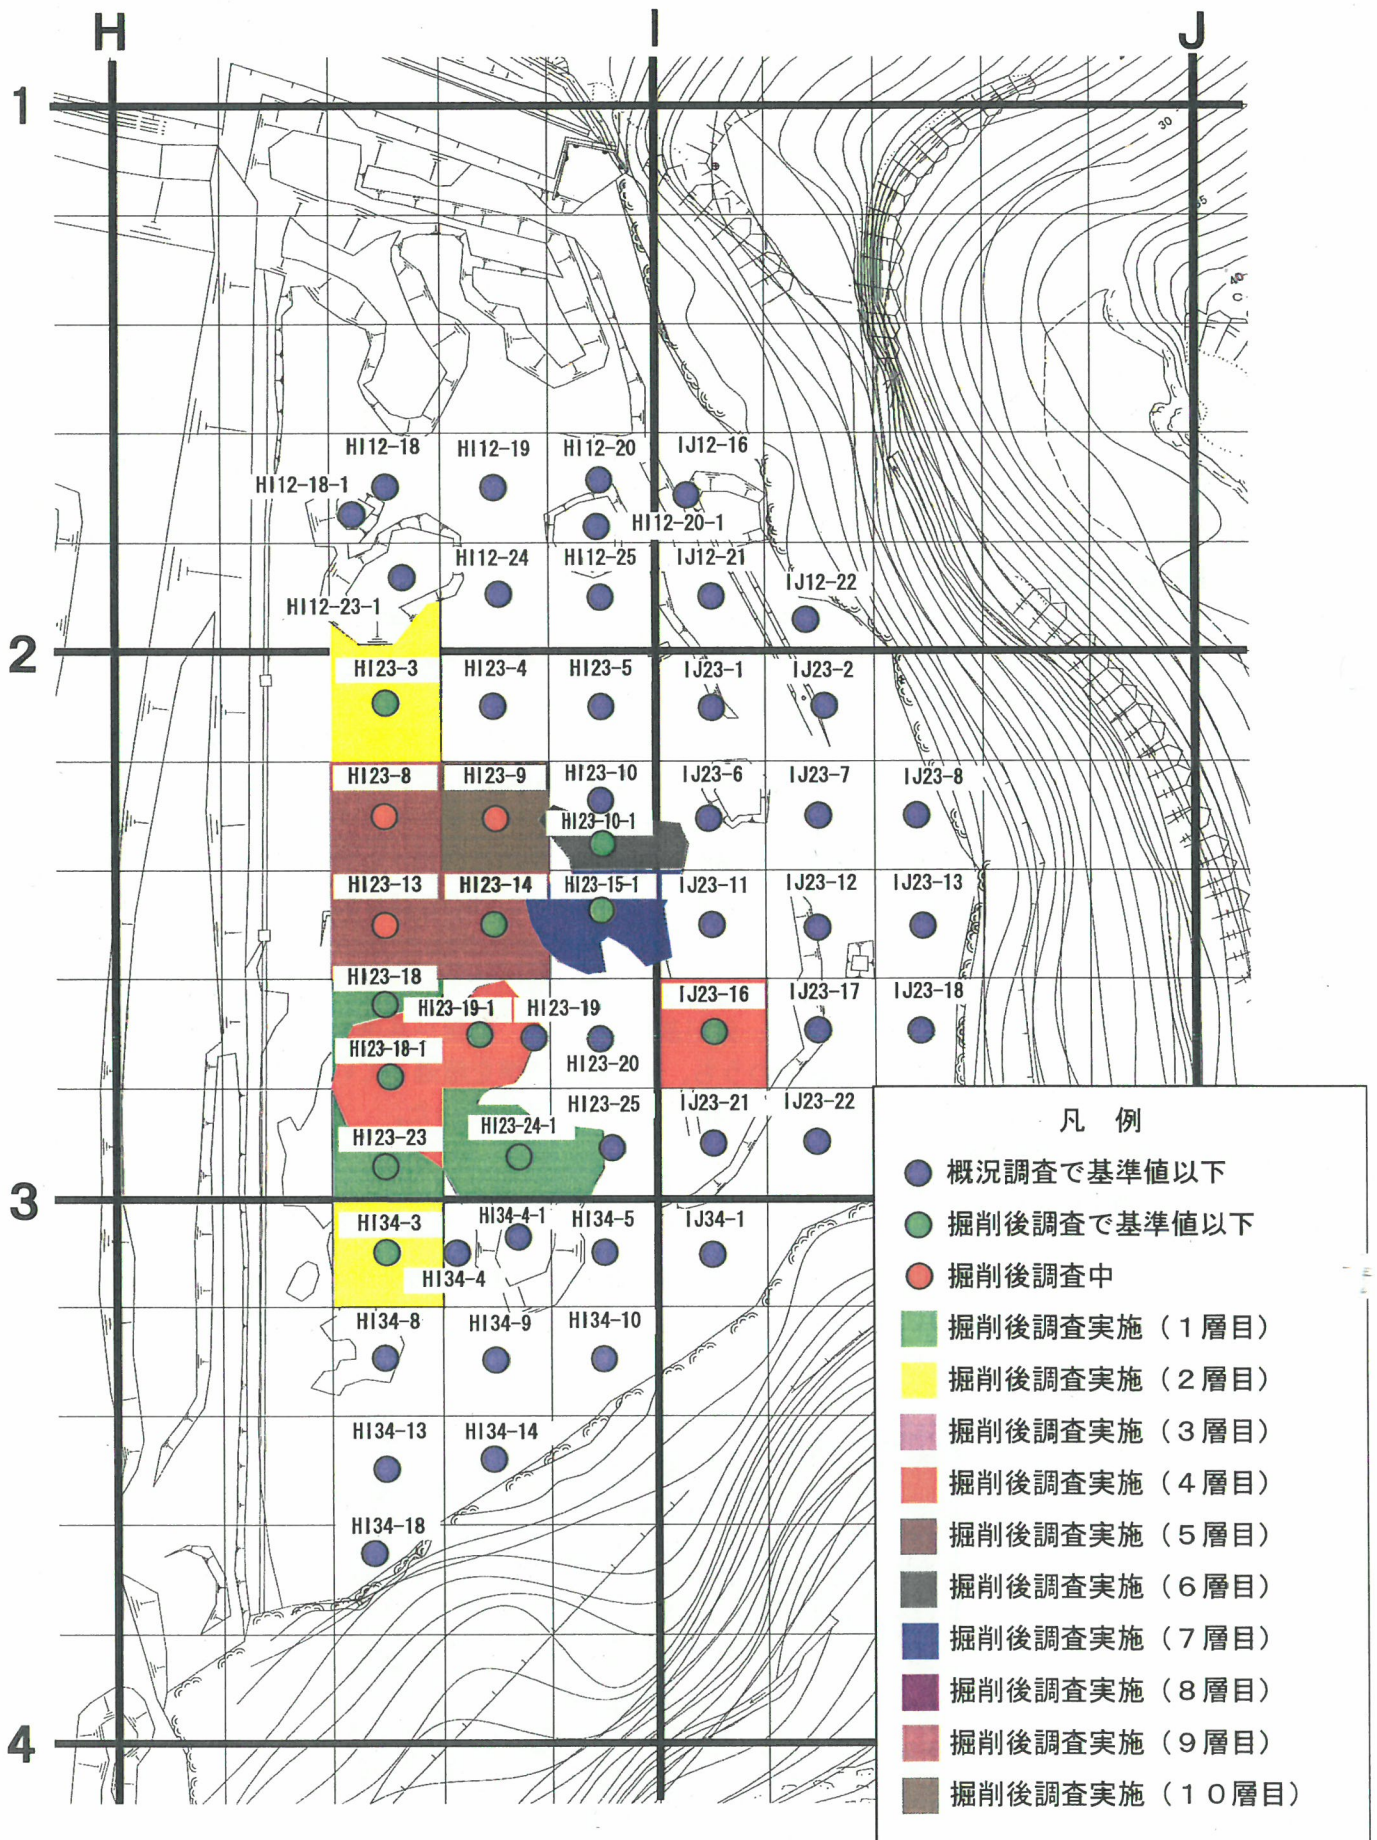 H I J
1
30
35
40
C
HI12-18 HI12-19 HI12-20 IJ12-16
HI12-18-1
HI12-20-1
HI12-24 HI12-25 IJ12-21
IJ12-22
HI12-23-1
2
HI23-3 HI23-4 HI23-5 IJ23-1 IJ23-2
HI23-8 HI23-9 HI23-10 IJ23-6 IJ23-7 IJ23-8
HI23-10-1
HI23-13 HI23-14 HI23-15-1 IJ23-11 IJ23-12 IJ23-13
HI23-18 IJ23-16 IJ23-17 IJ23-18
HI23-19-1 HI23-19
HI23-18-1 HI23-20
HI23-25 IJ23-21 IJ23-22
HI23-23 HI23-24-1
3
HI34-3 HI34-4-1 HI34-5 IJ34-1
HI34-4
HI34-8 HI34-9 HI34-10
HI34-13 HI34-14
HI34-18
4
凡 例
概況調査で基準値以下
掘削後調査で基準値以下
掘削後調査中
掘削後調査実施（１層目）
掘削後調査実施（２層目）
掘削後調査実施（３層目）
掘削後調査実施（４層目）
掘削後調査実施（５層目）
掘削後調査実施（６層目）
掘削後調査実施（７層目）
掘削後調査実施（８層目）
掘削後調査実施（９層目）
掘削後調査実施（１０層目）